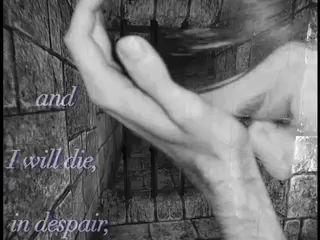 and
I will die,
in despair,